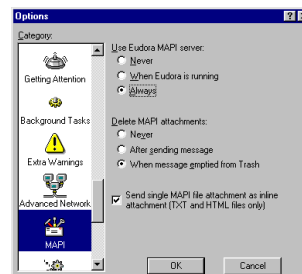 Options
Category:
Getting Attention
Background Tasks
Extra Warnings
Advanced Network
MAPI
Use Eudora MAPI server:
Never
When Eudora is running
Always
Delete MAPI attachments:
Never
After sending message
When message emptied from Trash
Send single MAPI file attachment as inline
attachment (TXT and HTML files only)
OK
Cancel